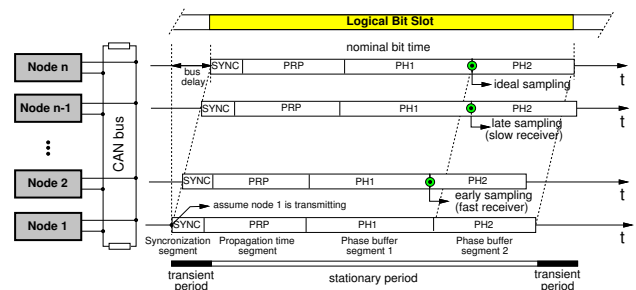 Logical Bit Slot
nominal bit time
Node n
SYNC PRP PH1 PH2
bus delay
ideal sampling
t
Node n-1
SYNC PRP PH1 PH2
late sampling
(slow receiver)
t
CAN bus
Node 2
SYNC PRP PH1 PH2
early sampling
(fast receiver)
t
assume node 1 is transmitting
Node 1
SYNC PRP PH1 PH2
t
Syncronization segment
Propagation time segment
Phase buffer segment 1
Phase buffer segment 2
transient period
stationary period
transient period